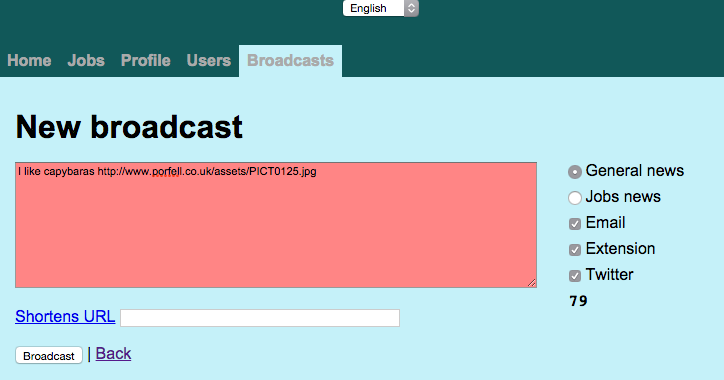 English
Home Jobs Profile Users Broadcasts
New broadcast
I like capybaras http://www.porfell.co.uk/assets/PICT0125.jpg
General news
Jobs news
Email
Extension
Twitter
79
Shortens URL
Broadcast | Back